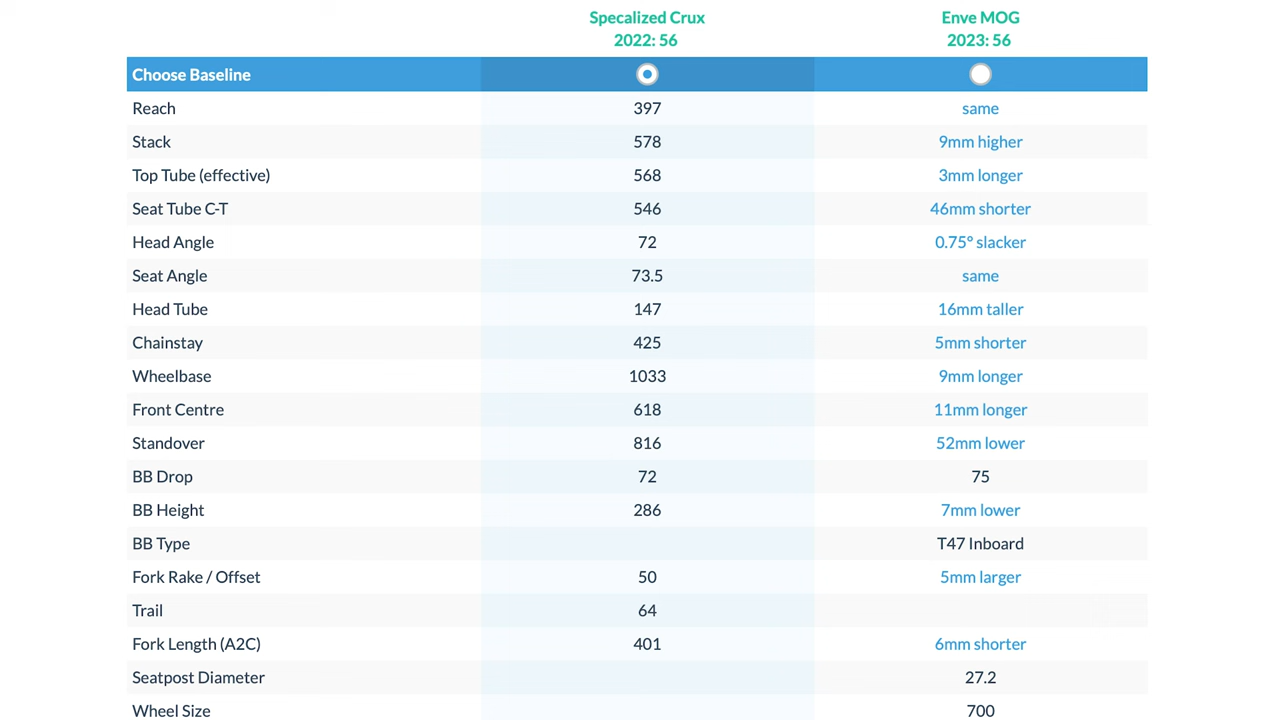 Specalized Crux Enve MOG
2022: 56 2023: 56
Choose Baseline
Reach 397 same
Stack 578 9mm higher
Top Tube (effective) 568 3mm longer
Seat Tube C-T 546 46mm shorter
Head Angle 72 0.75° slacker
Seat Angle 73.5 same
Head Tube 147 16mm taller
Chainstay 425 5mm shorter
Wheelbase 1033 9mm longer
Front Centre 618 11mm longer
Standover 816 52mm lower
BB Drop 72 75
BB Height 286 7mm lower
BB Type T47 Inboard
Fork Rake / Offset 50 5mm larger
Trail 64
Fork Length (A2C) 401 6mm shorter
Seatpost Diameter 27.2
Wheel Size 700